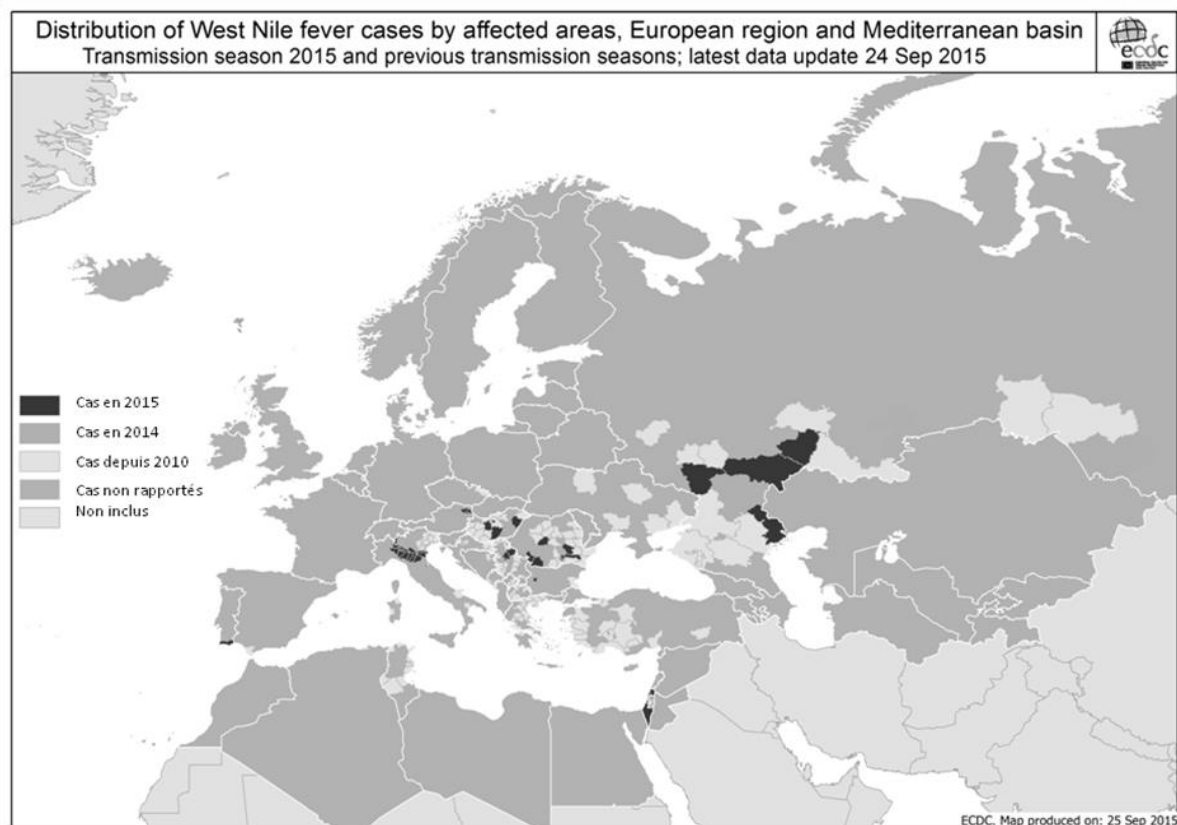 Distribution of West Nile fever cases by affected areas, European region and Mediterranean basin
Transmission season 2015 and previous transmission seasons; latest data update 24 Sep 2015
ecdc
Cas en 2015
Cas en 2014
Cas depuis 2010
Cas non rapportés
Non inclus
ECDC. Map produced on: 25 Sep 2015